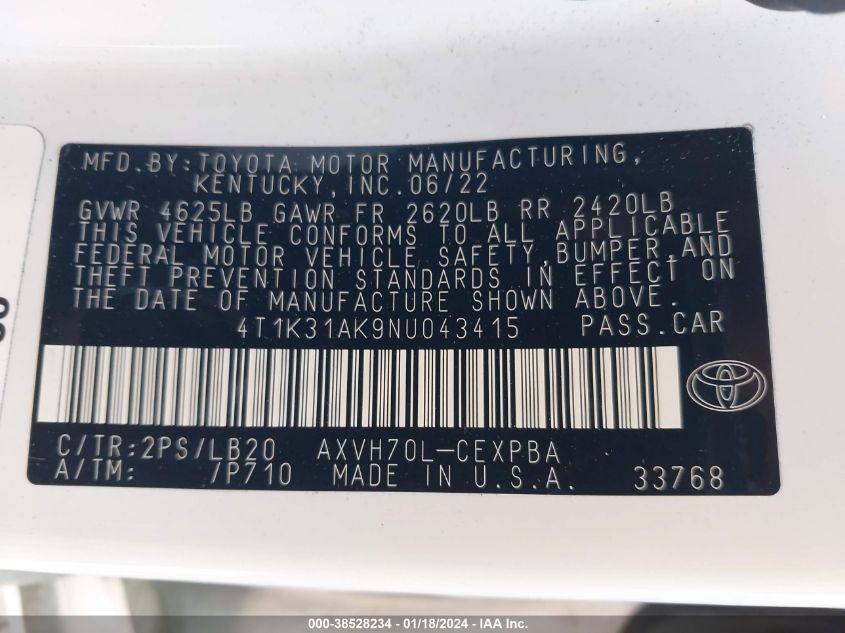 MFD.BY:TOYOTA MOTOR MANUFACTURING,
KENTUCKY,INC.06/22
GVWR 4625LB GAWR FR 2620LB RR 2420LB
THIS VEHICLE CONFORMS TO ALL APPLICABLE
FEDERAL MOTOR VEHICLE SAFETY,BUMPER,AND
THEFT PREVENTION STANDARDS IN EFFECT ON
THE DATE OF MANUFACTURE SHOWN ABOVE.
4T1K31AK9NU043415 PASS.CAR
C/TR:2PS/LB20 AXVH70L-CEXPBA
A/TM: /P710 MADE IN U.S.A. 33768
000-38528234 - 01/18/2024 - IAA Inc.